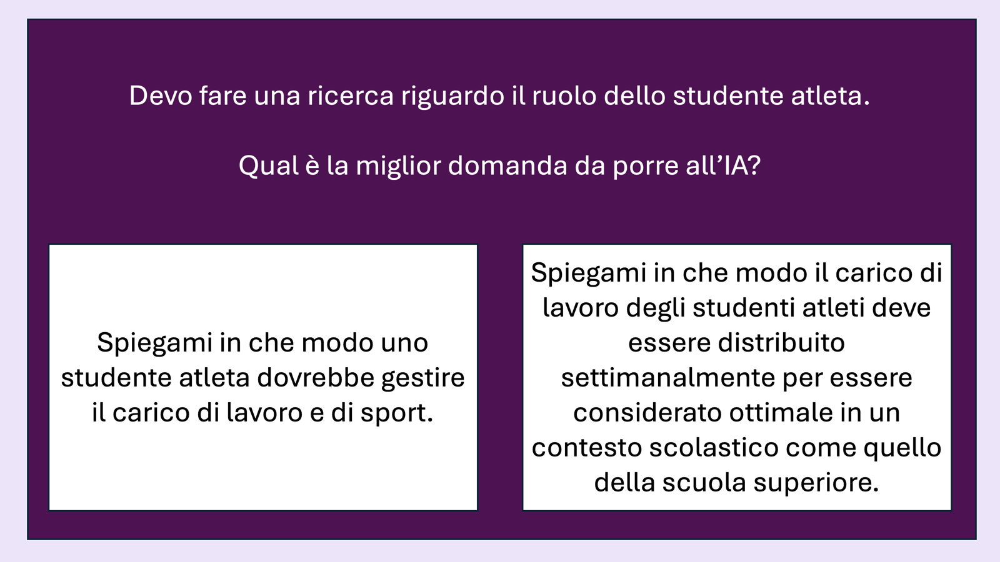 Devo fare una ricerca riguardo il ruolo dello studente atleta.
Qual è la miglior domanda da porre all’IA?
Spiegami in che modo uno
studente atleta dovrebbe gestire
il carico di lavoro e di sport.
Spiegami in che modo il carico di
lavoro degli studenti atleti deve
essere distribuito
settimanalmente per essere
considerato ottimale in un
contesto scolastico come quello
della scuola superiore.